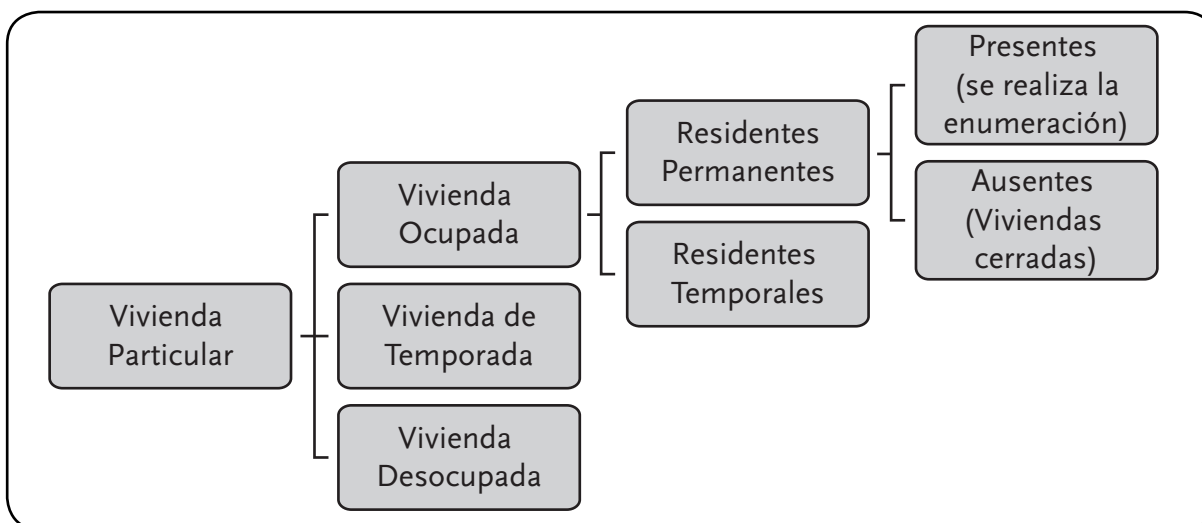 Vivienda
Particular
Vivienda
Ocupada
Vivienda de
Temporada
Vivienda
Desocupada
Residentes
Permanentes
Residentes
Temporales
Presentes
(se realiza la
enumeración)
Ausentes
(Viviendas
cerradas)